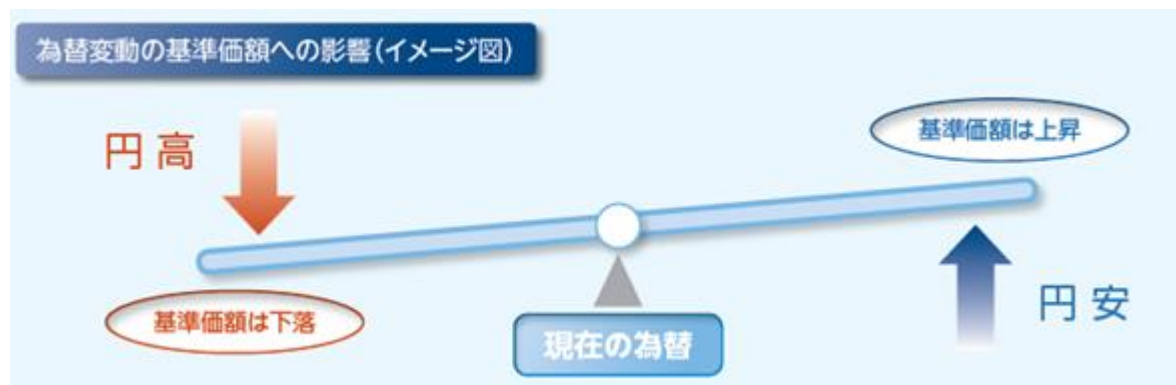 為替変動の基準価額への影響(イメージ図)
円高
基準価額は上昇
基準価額は下落
現在の為替
円安